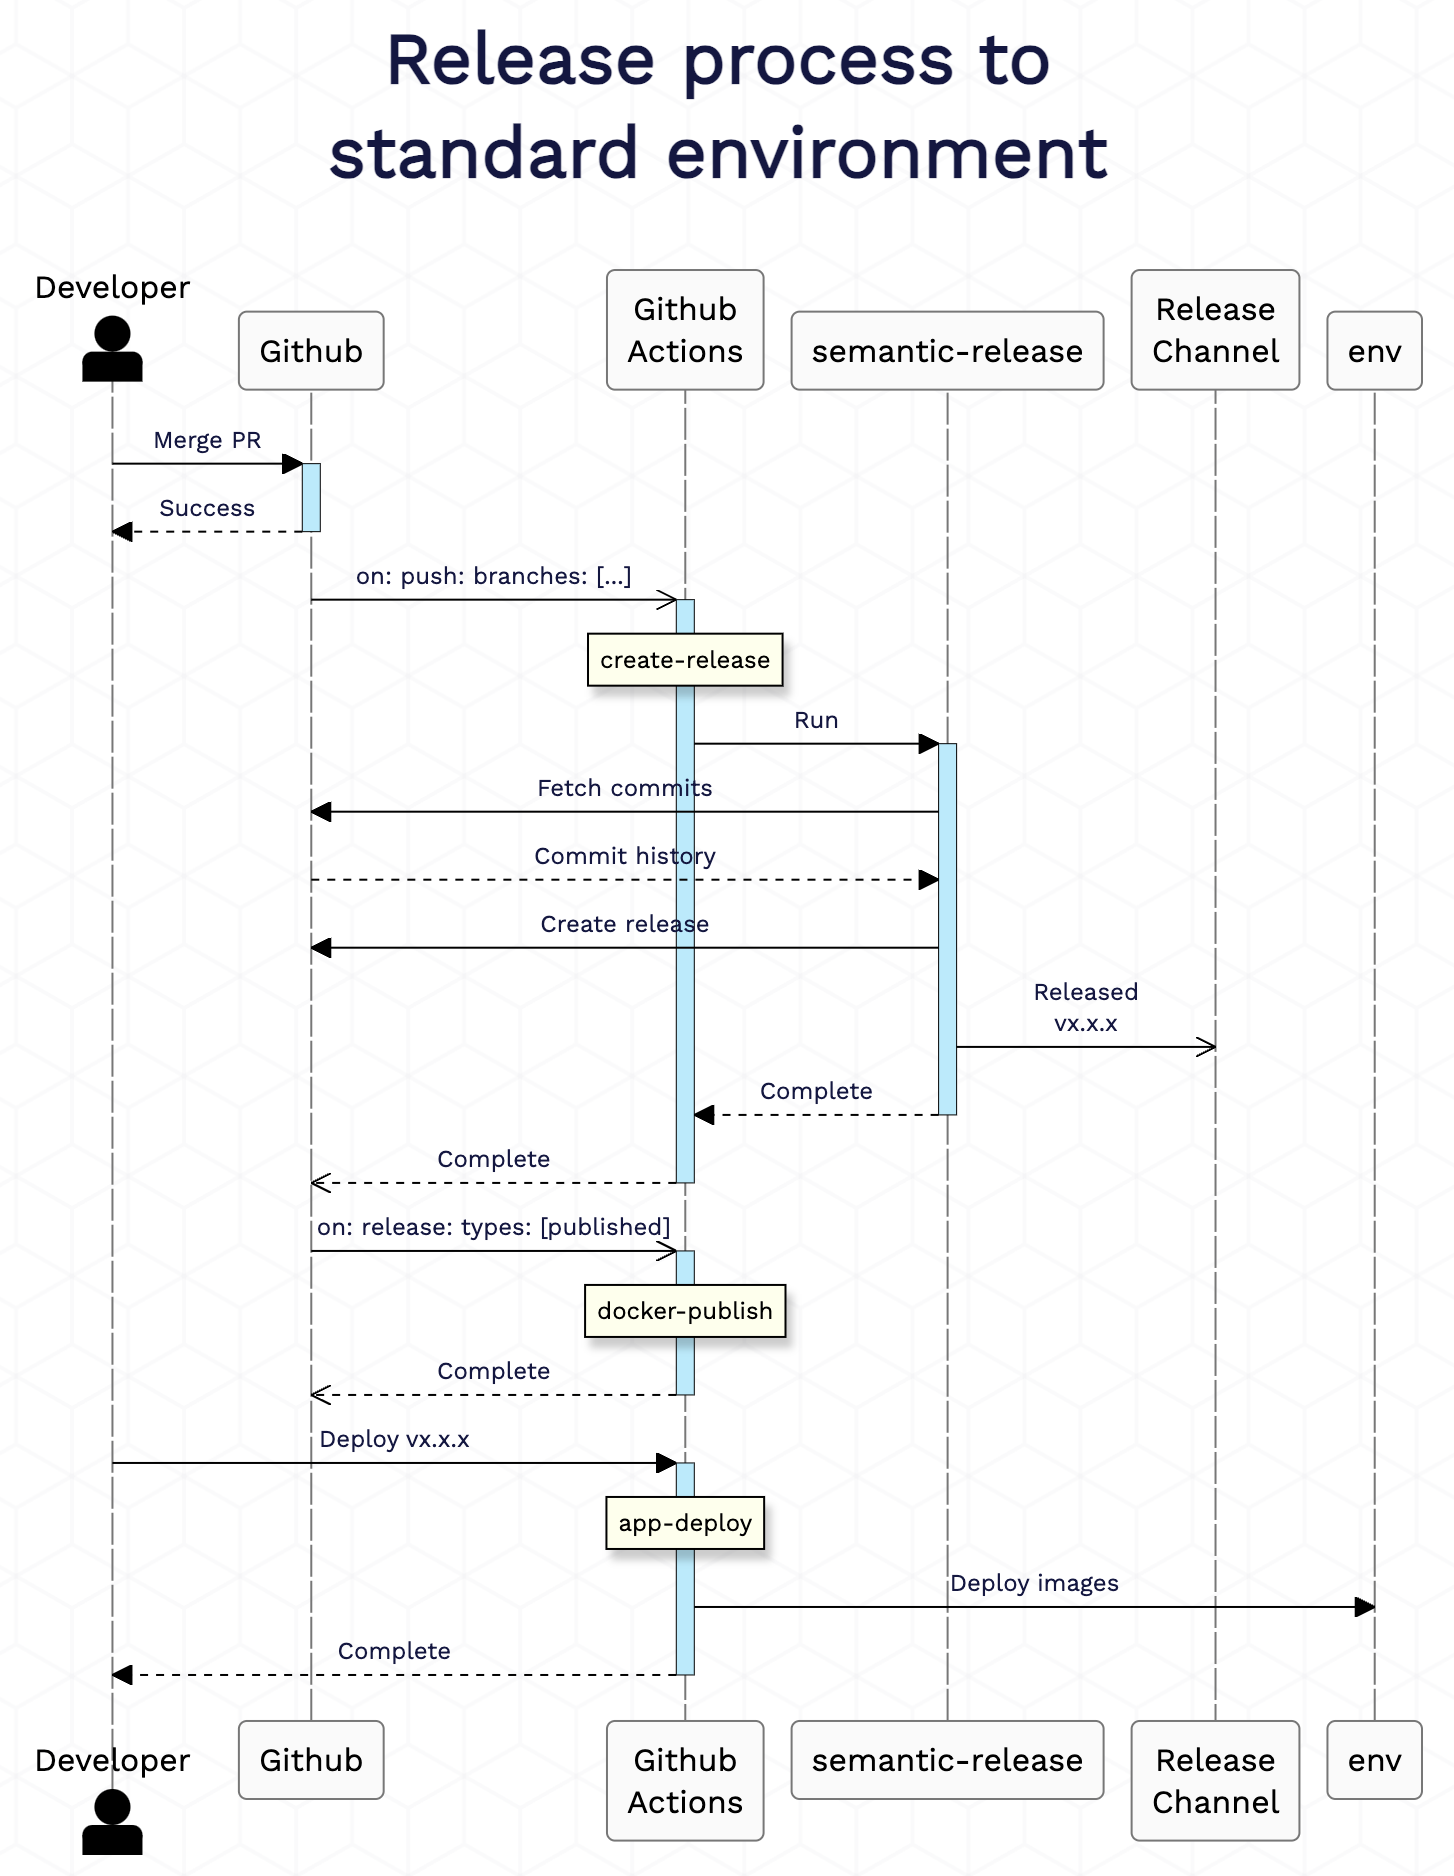 Release process to
standard environment
Developer
Github
Github
Actions
semantic-release
Release
Channel
env
Merge PR
Success
on: push: branches: [...]
create-release
Run
Fetch commits
Commit history
Create release
Released
vx.x.x
Complete
Complete
on: release: types: [published]
docker-publish
Complete
Deploy vx.x.x
app-deploy
Deploy images
Complete
Developer
Github
Github
Actions
semantic-release
Release
Channel
env